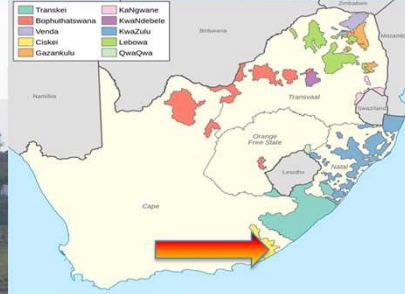 Transkei
Bophuthatswana
Venda
Ciskei
Gazankulu
KaNgwane
KwaNdebele
KwaZulu
Lebowa
QwaQwa
Zimbabwe
Botswana
Mozambi
Namibia
Transvaal
Swaziland
Orange
Free State
Natal
Lesotho
Cape